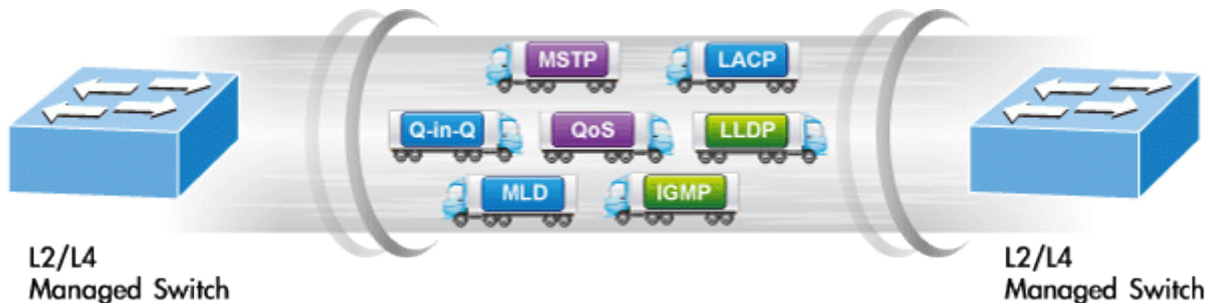 MSTP
LACP
Q-in-Q
QoS
LLDP
MLD
IGMP
L2/L4
Managed Switch
L2/L4
Managed Switch